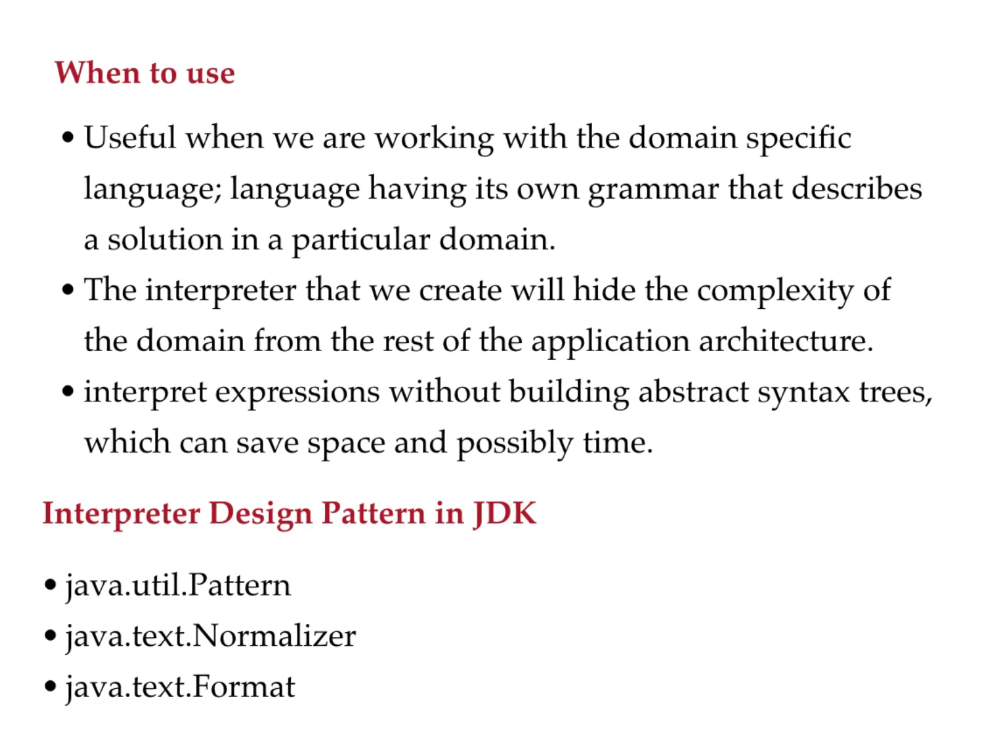 When to use
• Useful when we are working with the domain specific
language; language having its own grammar that describes
a solution in a particular domain.
• The interpreter that we create will hide the complexity of
the domain from the rest of the application architecture.
• interpret expressions without building abstract syntax trees,
which can save space and possibly time.
Interpreter Design Pattern in JDK
• java.util.Pattern
• java.text.Normalizer
• java.text.Format